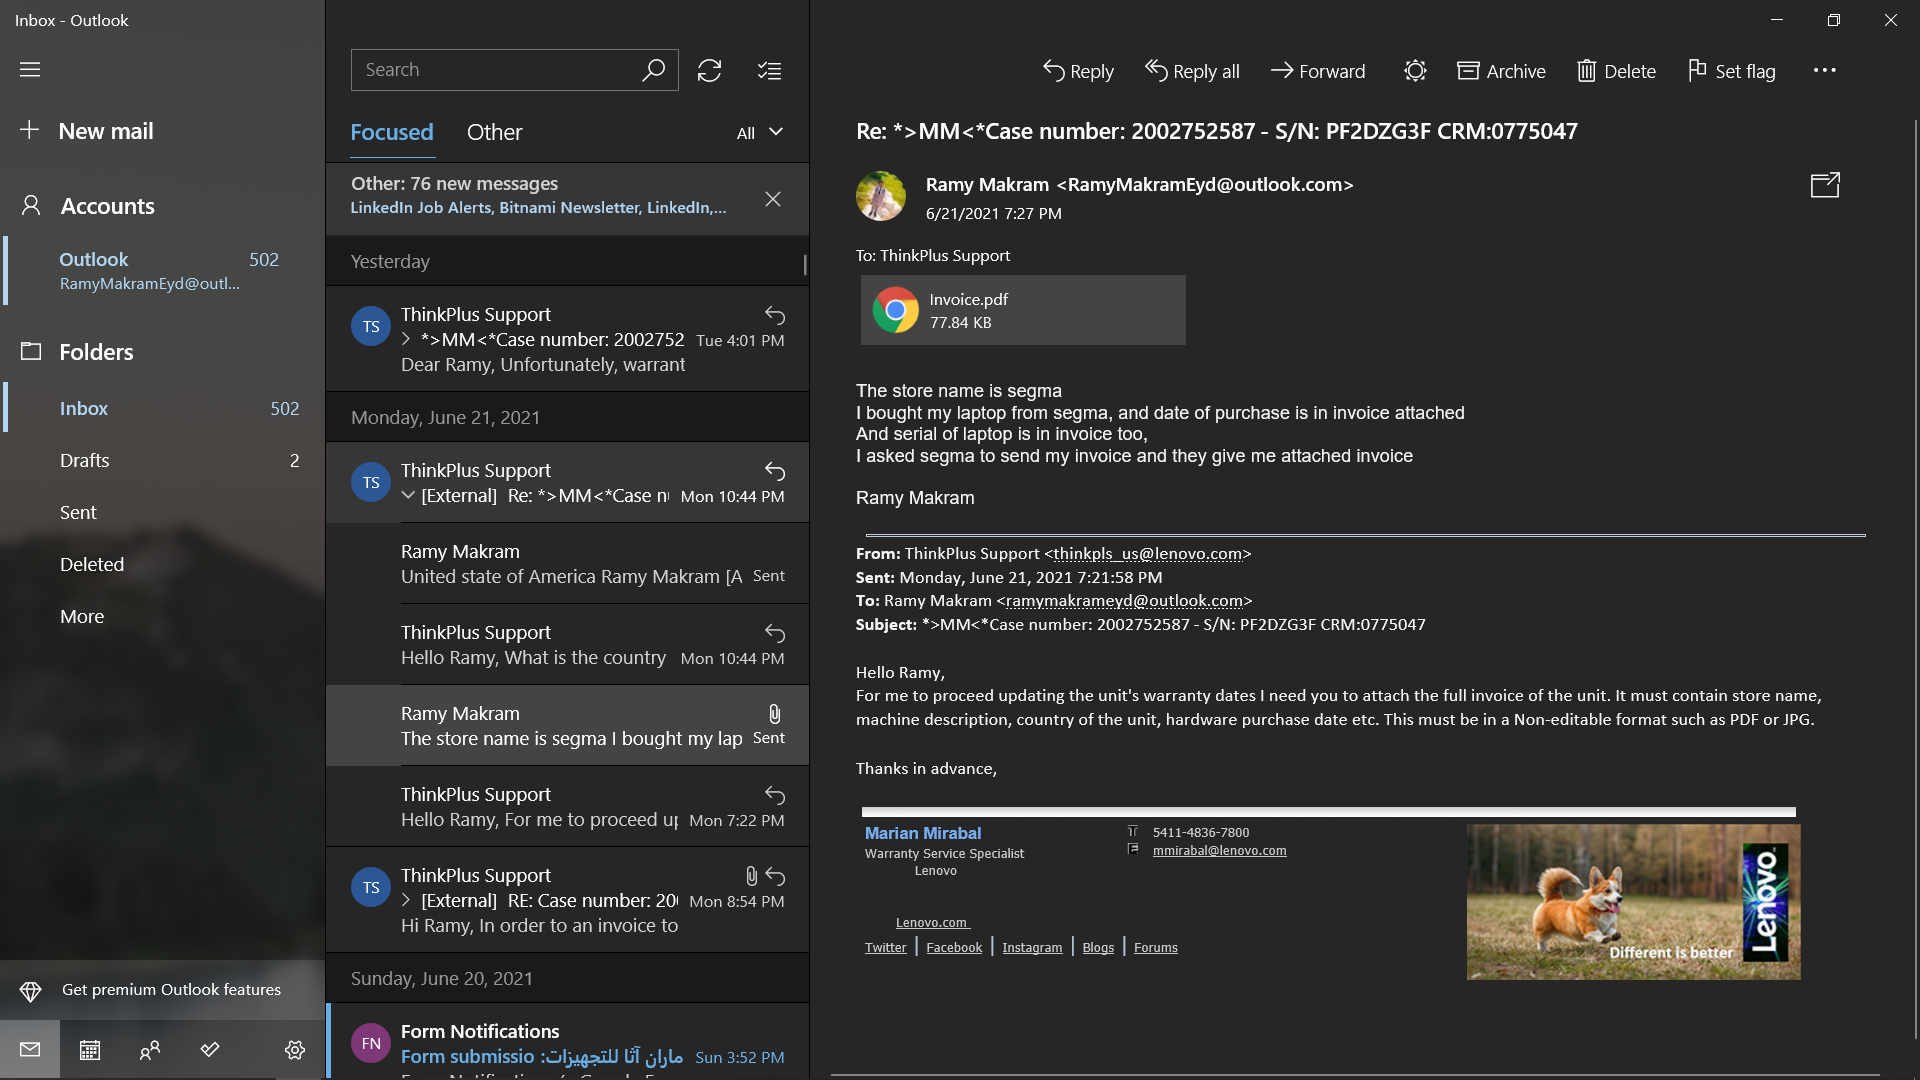 Inbox - Outlook
New mail
Accounts
Outlook 502
RamyMakramEyd@outl...
Folders
Inbox 502
Drafts 2
Sent
Deleted
More
Get premium Outlook features
Search
Focused Other All
Other: 76 new messages
LinkedIn Job Alerts, Bitnami Newsletter, LinkedIn,...
Yesterday
TS ThinkPlus Support
*>MM<*Case number: 2002752 Tue 4:01 PM
Dear Ramy, Unfortunately, warrant
Monday, June 21, 2021
TS ThinkPlus Support
[External] Re: *>MM<*Case nu Mon 10:44 PM
Ramy Makram
United state of America Ramy Makram [A Sent
ThinkPlus Support
Hello Ramy, What is the country Mon 10:44 PM
Ramy Makram
The store name is segma I bought my lap Sent
ThinkPlus Support
Hello Ramy, For me to proceed up Mon 7:22 PM
TS ThinkPlus Support
[External] RE: Case number: 200 Mon 8:54 PM
Hi Ramy, In order to an invoice to
Sunday, June 20, 2021
FN Form Notifications
Form submissio :ماران آثا للتجهيزات Sun 3:52 PM
Reply Reply all Forward Archive Delete Set flag
Re: *>MM<*Case number: 2002752587 - S/N: PF2DZG3F CRM:0775047
Ramy Makram <RamyMakramEyd@outlook.com>
6/21/2021 7:27 PM
To: ThinkPlus Support
Invoice.pdf
77.84 KB
The store name is segma
I bought my laptop from segma, and date of purchase is in invoice attached
And serial of laptop is in invoice too,
I asked segma to send my invoice and they give me attached invoice
Ramy Makram
From: ThinkPlus Support <thinkpls_us@lenovo.com>
Sent: Monday, June 21, 2021 7:21:58 PM
To: Ramy Makram <ramymakrameyd@outlook.com>
Subject: *>MM<*Case number: 2002752587 - S/N: PF2DZG3F CRM:0775047
Hello Ramy,
For me to proceed updating the unit's warranty dates I need you to attach the full invoice of the unit. It must contain store name,
machine description, country of the unit, hardware purchase date etc. This must be in a Non-editable format such as PDF or JPG.
Thanks in advance,
Marian Mirabal T 5411-4836-7800
Warranty Service Specialist E mmirabal@lenovo.com
Lenovo
Lenovo.com
Twitter | Facebook | Instagram | Blogs | Forums
Lenovo
Different is better